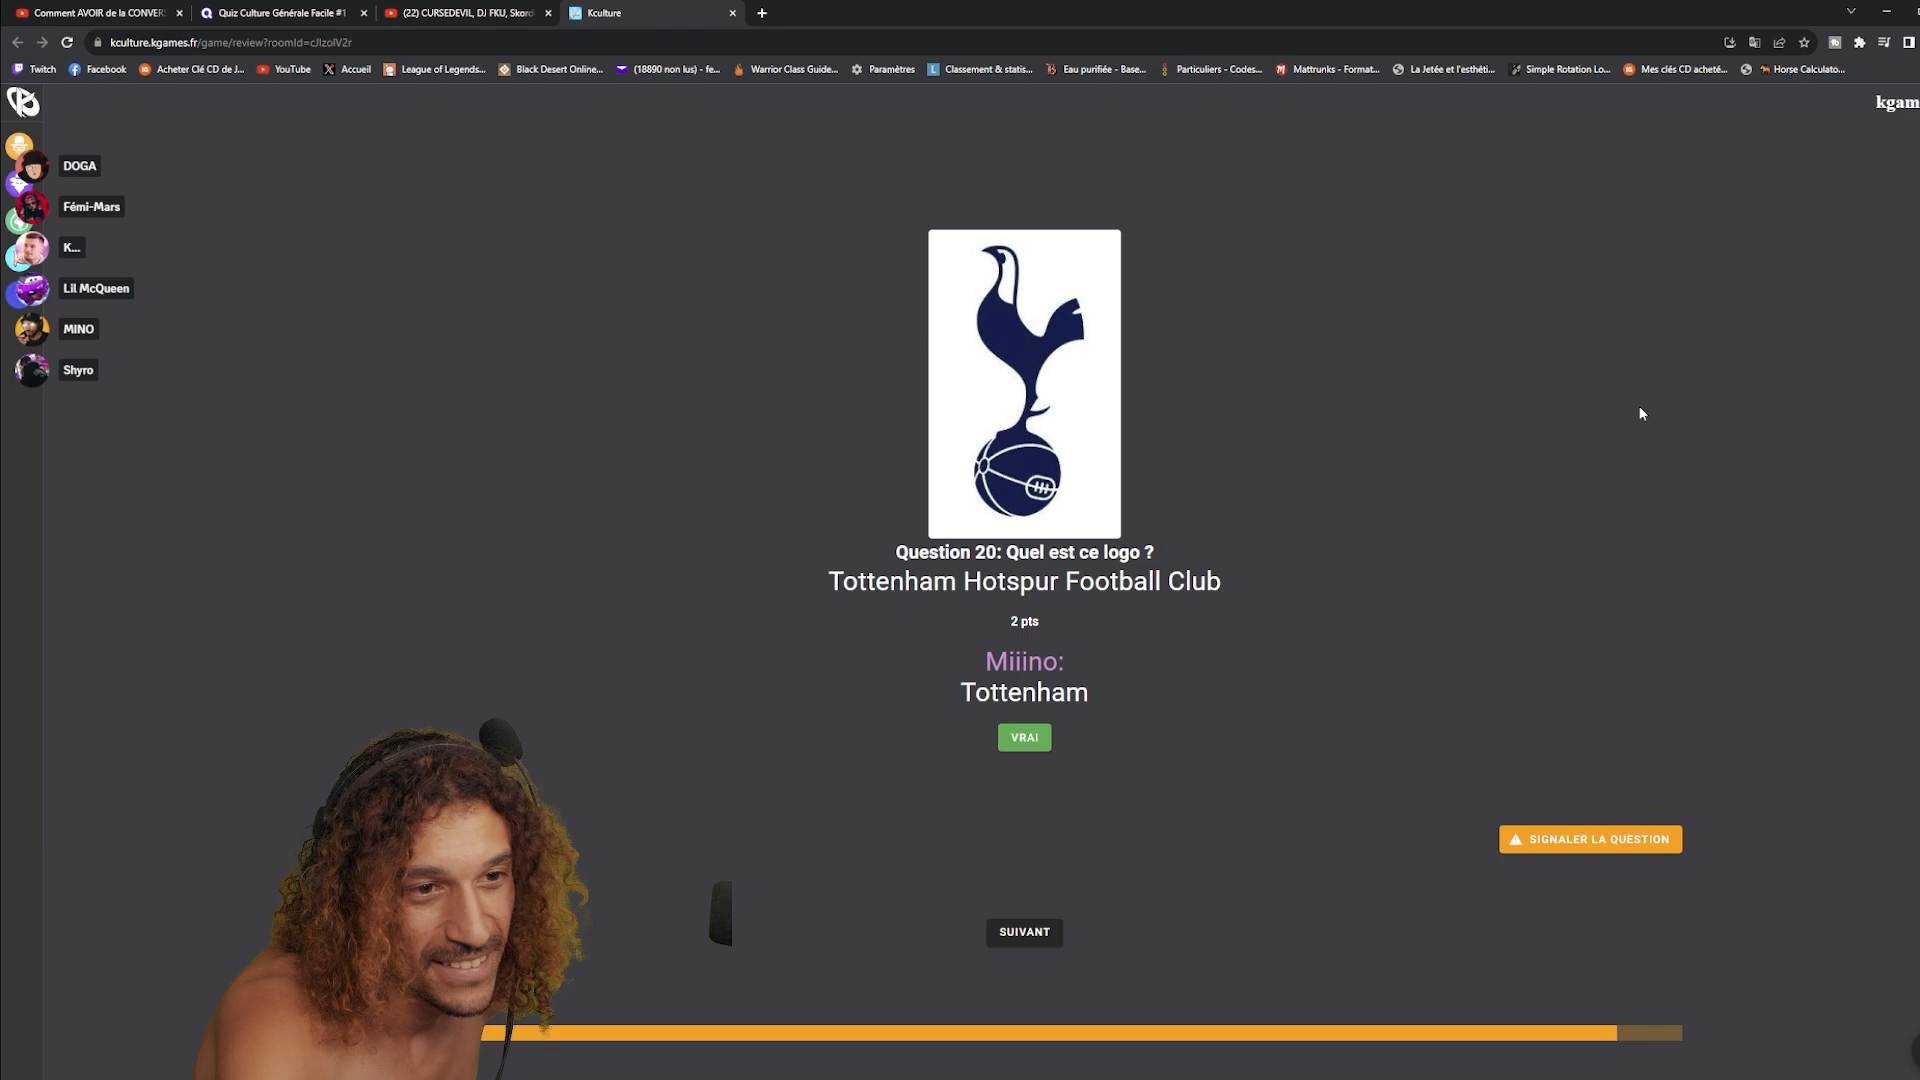 Comment AVOIR de la CONVER
Quiz Culture Générale Facile #1
(22) CURSEDEVIL, DJ FKU, Skord
Kculture
kculture.kgames.fr/game/review?roomId=cJIzolV2r
Twitch
Facebook
Acheter Clé CD de J...
YouTube
Accueil
League of Legends...
Black Desert Online...
(18890 non lus) - fe...
Warrior Class Guide...
Paramètres
Classement & statis...
Eau purifiée - Base...
Particuliers - Codes...
Mattrunks - Format...
La Jetée et l'esthéti...
Simple Rotation Lo...
Mes clés CD acheté...
Horse Calculato...
kgam
DOGA
Fémi-Mars
K...
Lil McQueen
MINO
Shyro
Question 20: Quel est ce logo ?
Tottenham Hotspur Football Club
2 pts
Miiino:
Tottenham
VRAI
SIGNALER LA QUESTION
SUIVANT